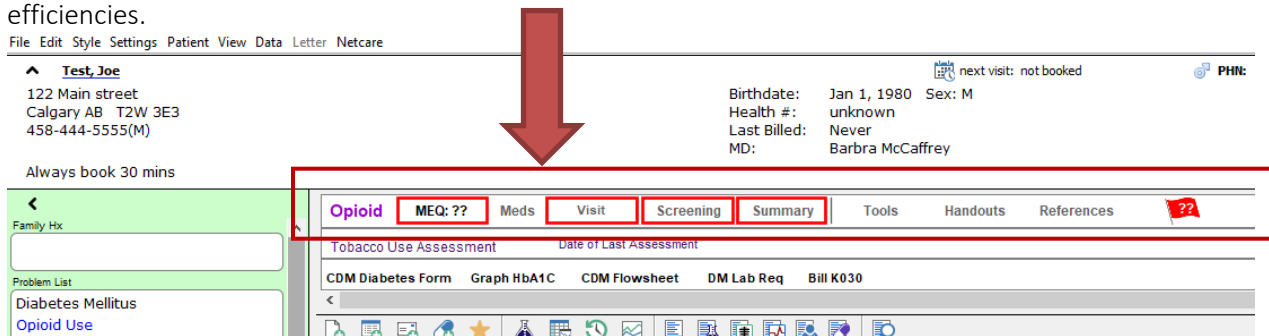 efficiencies.
File Edit Style Settings Patient View Data Letter Netcare
Test, Joe
next visit: not booked
PHN:
122 Main street
Calgary AB T2W 3E3
458-444-5555(M)
Birthdate: Jan 1, 1980 Sex: M
Health #: unknown
Last Billed: Never
MD: Barbra McCaffrey
Always book 30 mins
Opioid MEQ: ?? Meds Visit Screening Summary Tools Handouts References ??
Family Hx
Tobacco Use Assessment Date of Last Assessment
CDM Diabetes Form Graph HbA1C CDM Flowsheet DM Lab Req Bill K030
Problem List
Diabetes Mellitus
Opioid Use